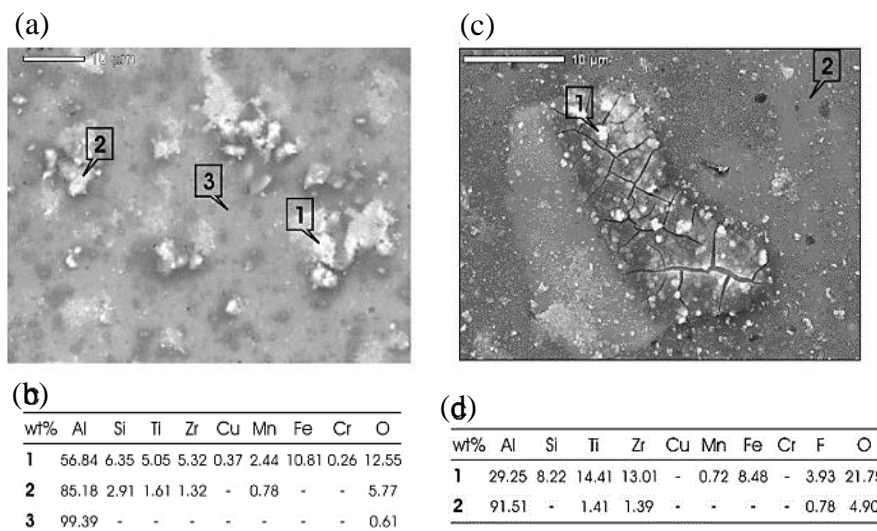 (a)
10 µm
2
3
1
(c)
10 µm
2
1
(b)
wt% Al Si Ti Zr Cu Mn Fe Cr O
1 56.84 6.35 5.05 5.32 0.37 2.44 10.81 0.26 12.55
2 85.18 2.91 1.61 1.32 - 0.78 - - 5.77
3 99.39 - - - - - - - 0.61
(d)
wt% Al Si Ti Zr Cu Mn Fe Cr F O
1 29.25 8.22 14.41 13.01 - 0.72 8.48 - 3.93 21.75
2 91.51 - 1.41 1.39 - - - 0.78 4.90